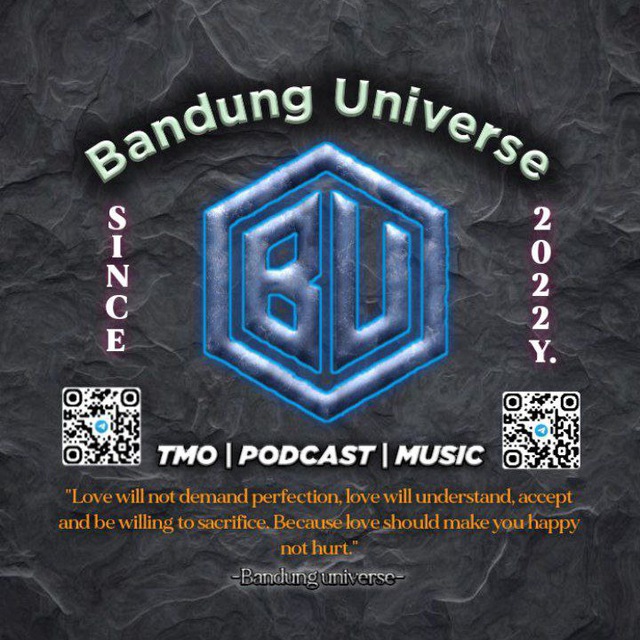 Bandung Universe
SINCE
2022Y.
BU
TMO | PODCAST | MUSIC
"Love will not demand perfection, love will understand, accept
and be willing to sacrifice. Because love should make you happy
not hurt."
-Bandung universe-